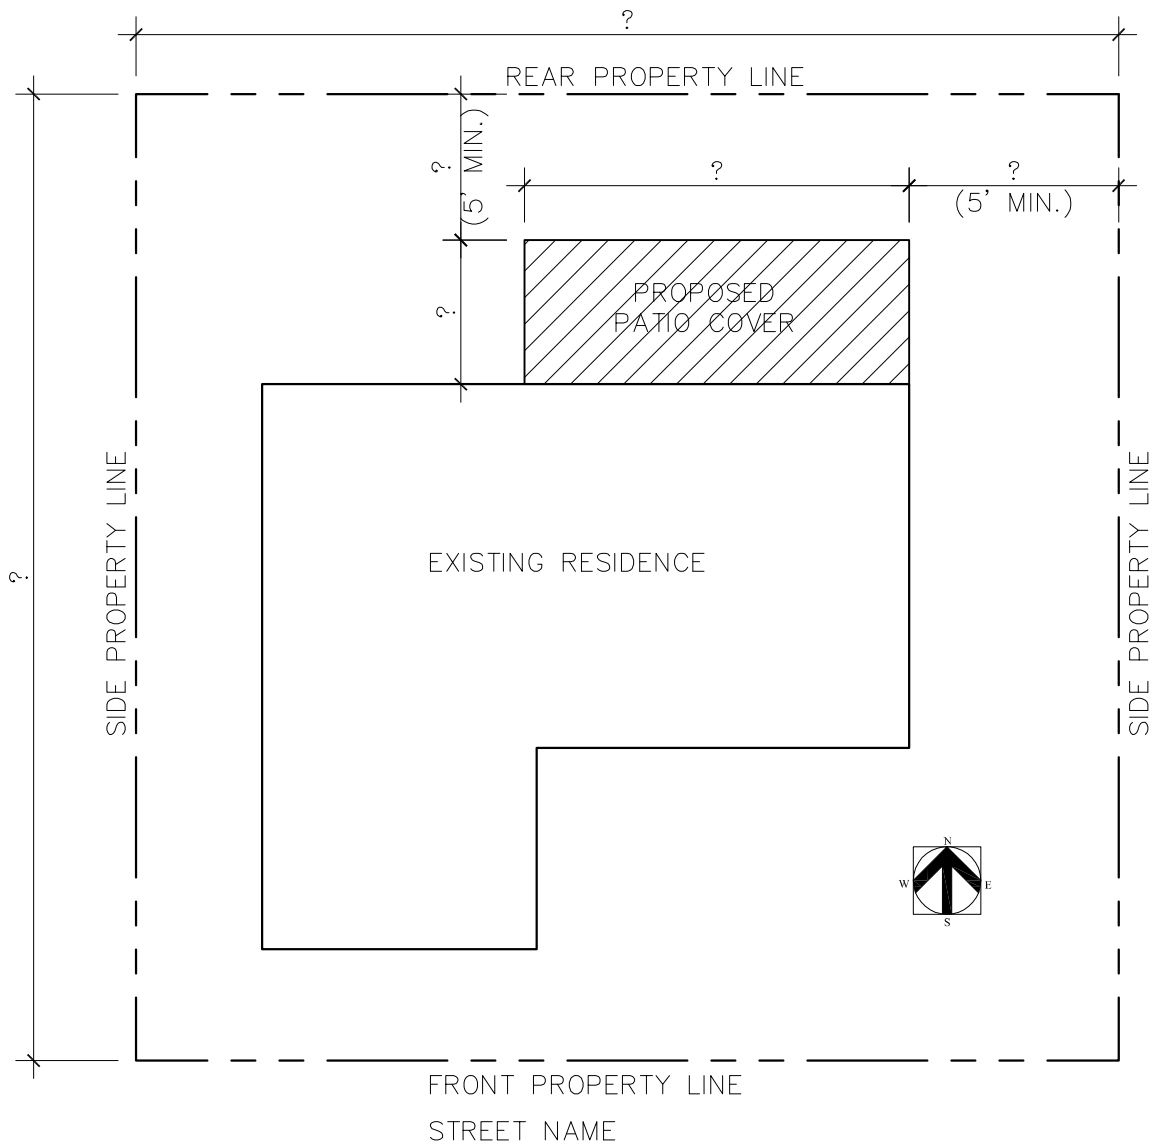 ?
REAR PROPERTY LINE
?
(5' MIN.)
?
?
(5' MIN.)
?
PROPOSED
PATIO COVER
SIDE PROPERTY LINE
?
EXISTING RESIDENCE
SIDE PROPERTY LINE
N
W
E
S
FRONT PROPERTY LINE
STREET NAME